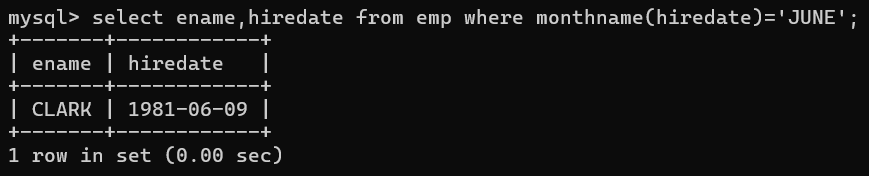 mysql> select ename,hiredate from emp where monthname(hiredate)='JUNE';
+-------+------------+
| ename | hiredate   |
+-------+------------+
| CLARK | 1981-06-09 |
+-------+------------+
1 row in set (0.00 sec)